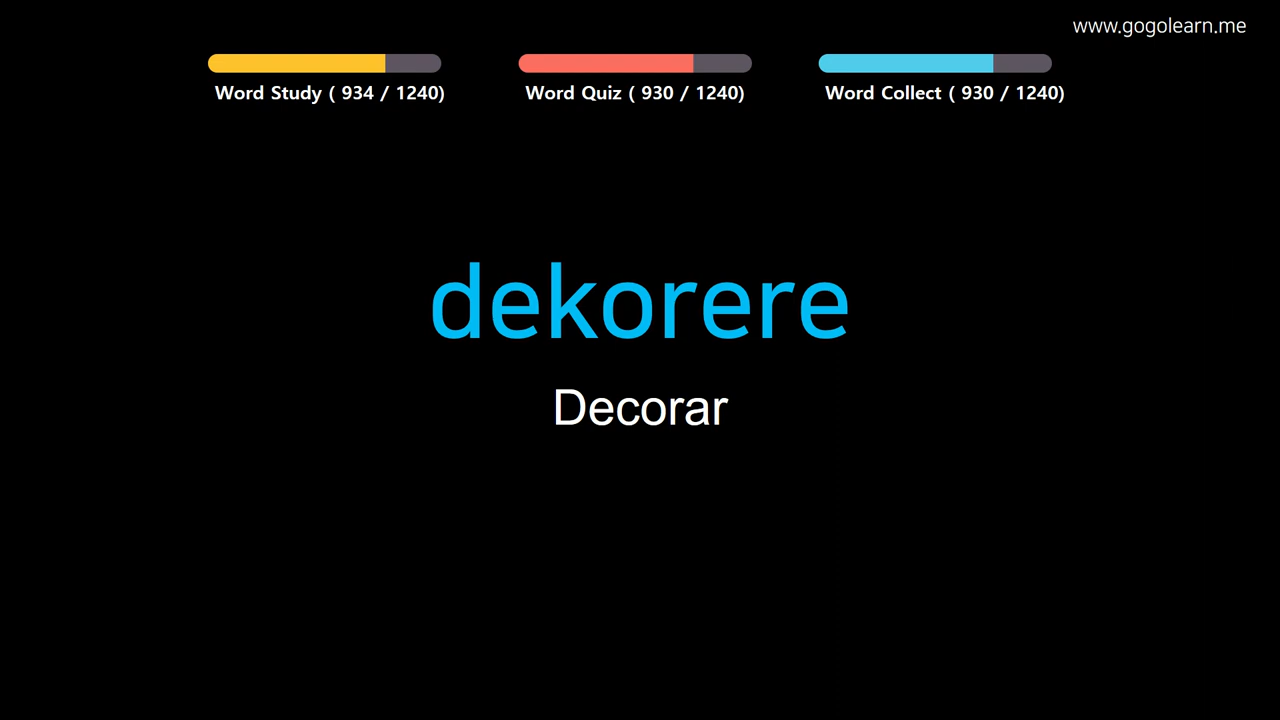 www.gogolearn.me
Word Study ( 934 / 1240)
Word Quiz ( 930 / 1240)
Word Collect ( 930 / 1240)
dekorere
Decorar